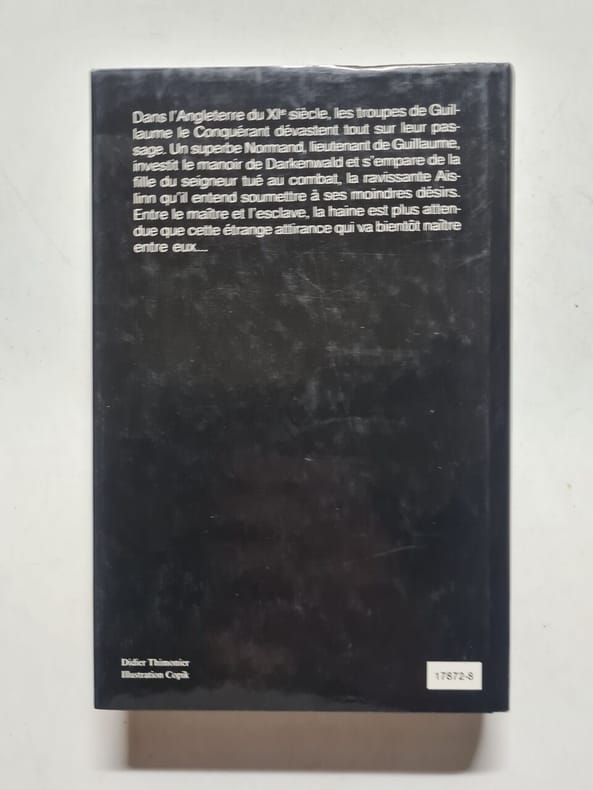 Dans l'Angleterre du XIe siècle, les troupes de Guil-
laume le Conquérant dévastent tout sur leur pas-
sage. Un superbe Normand, lieutenant de Guillaume,
investit le manoir de Darkenwald et s'empare de la
fille du seigneur tué au combat, la ravissante Ais-
linn qu'il entend soumettre à ses moindres désirs.
Entre le maître et l'esclave, la haine est plus atten-
due que cette étrange attirance qui va bientôt naître
entre eux...
Didier Thimonier
Illustration Copik
17872-8